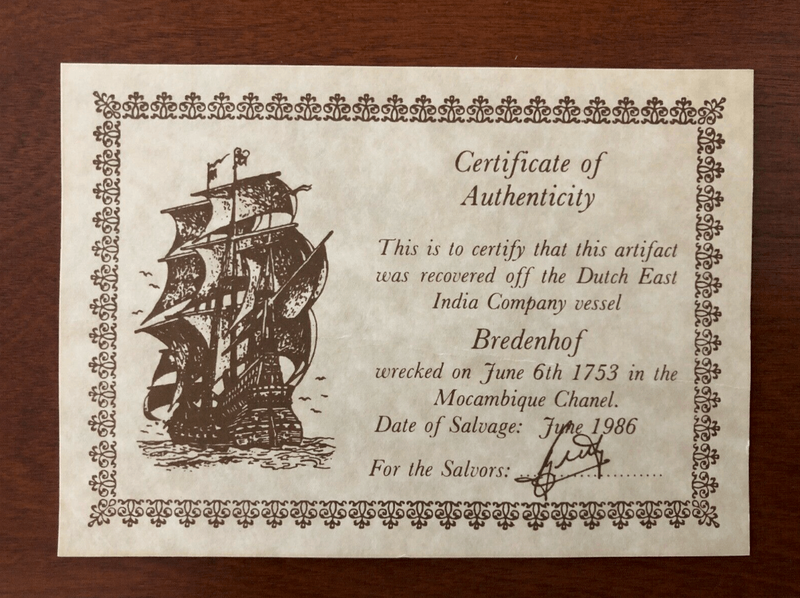 Certificate of
Authenticity
This is to certify that this artifact
was recovered off the Dutch East
India Company vessel
Bredenhof
wrecked on June 6th 1753 in the
Mocambique Chanel.
Date of Salvage: June 1986
For the Salvors: